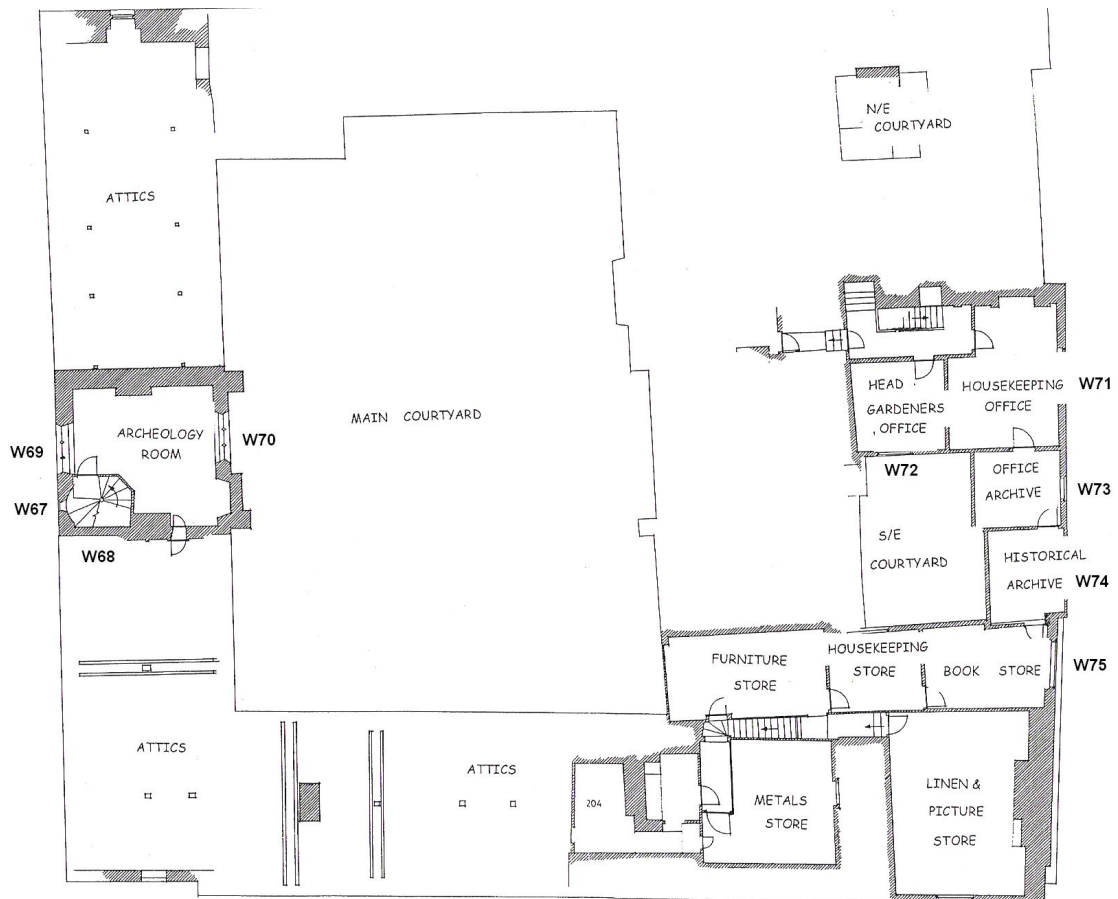 N/E
COURTYARD
ATTICS
HEAD
GARDENERS
OFFICE
HOUSEKEEPING
OFFICE
W71
MAIN COURTYARD
ARCHEOLOGY
ROOM
W69
W70
W72
OFFICE
ARCHIVE
W73
W67
W68
S/E
COURTYARD
HISTORICAL
ARCHIVE
W74
FURNITURE
STORE
HOUSEKEEPING
STORE
BOOK STORE
W75
ATTICS
ATTICS
204
METALS
STORE
LINEN &
PICTURE
STORE